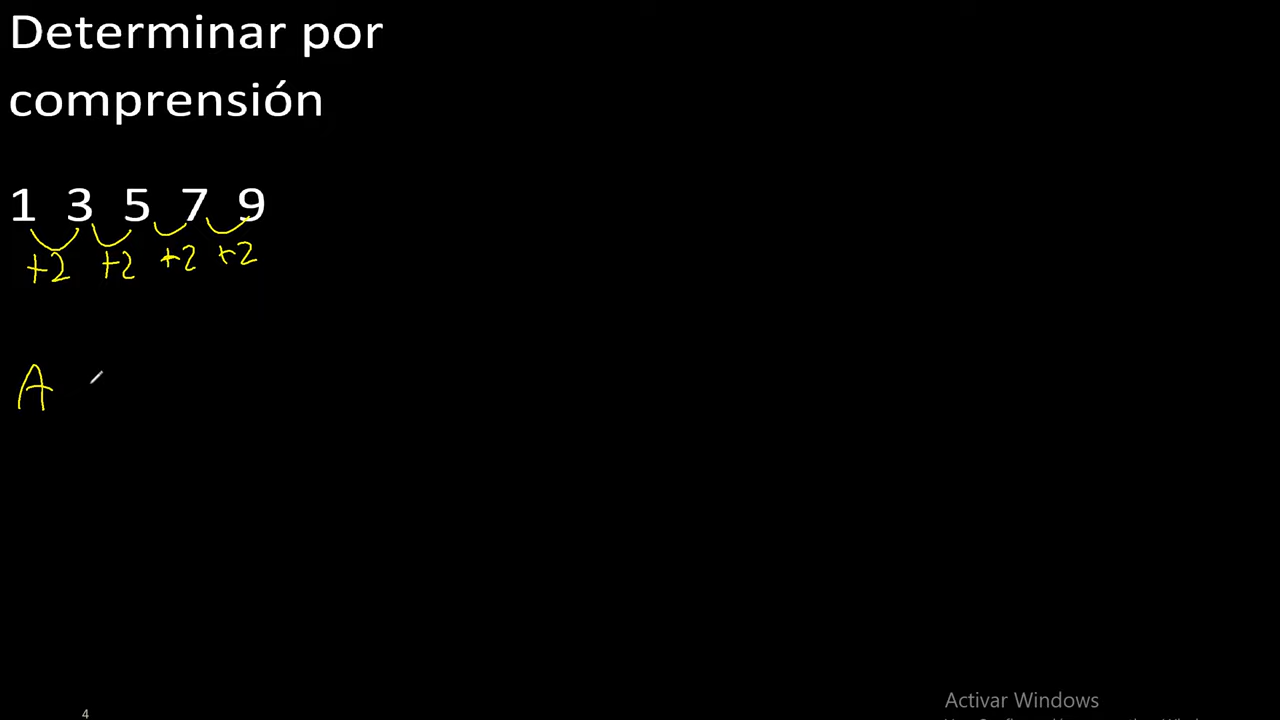 Determinar por
comprensión
1 3 5 7 9
+2 +2 +2 +2
A
Activar Windows
4